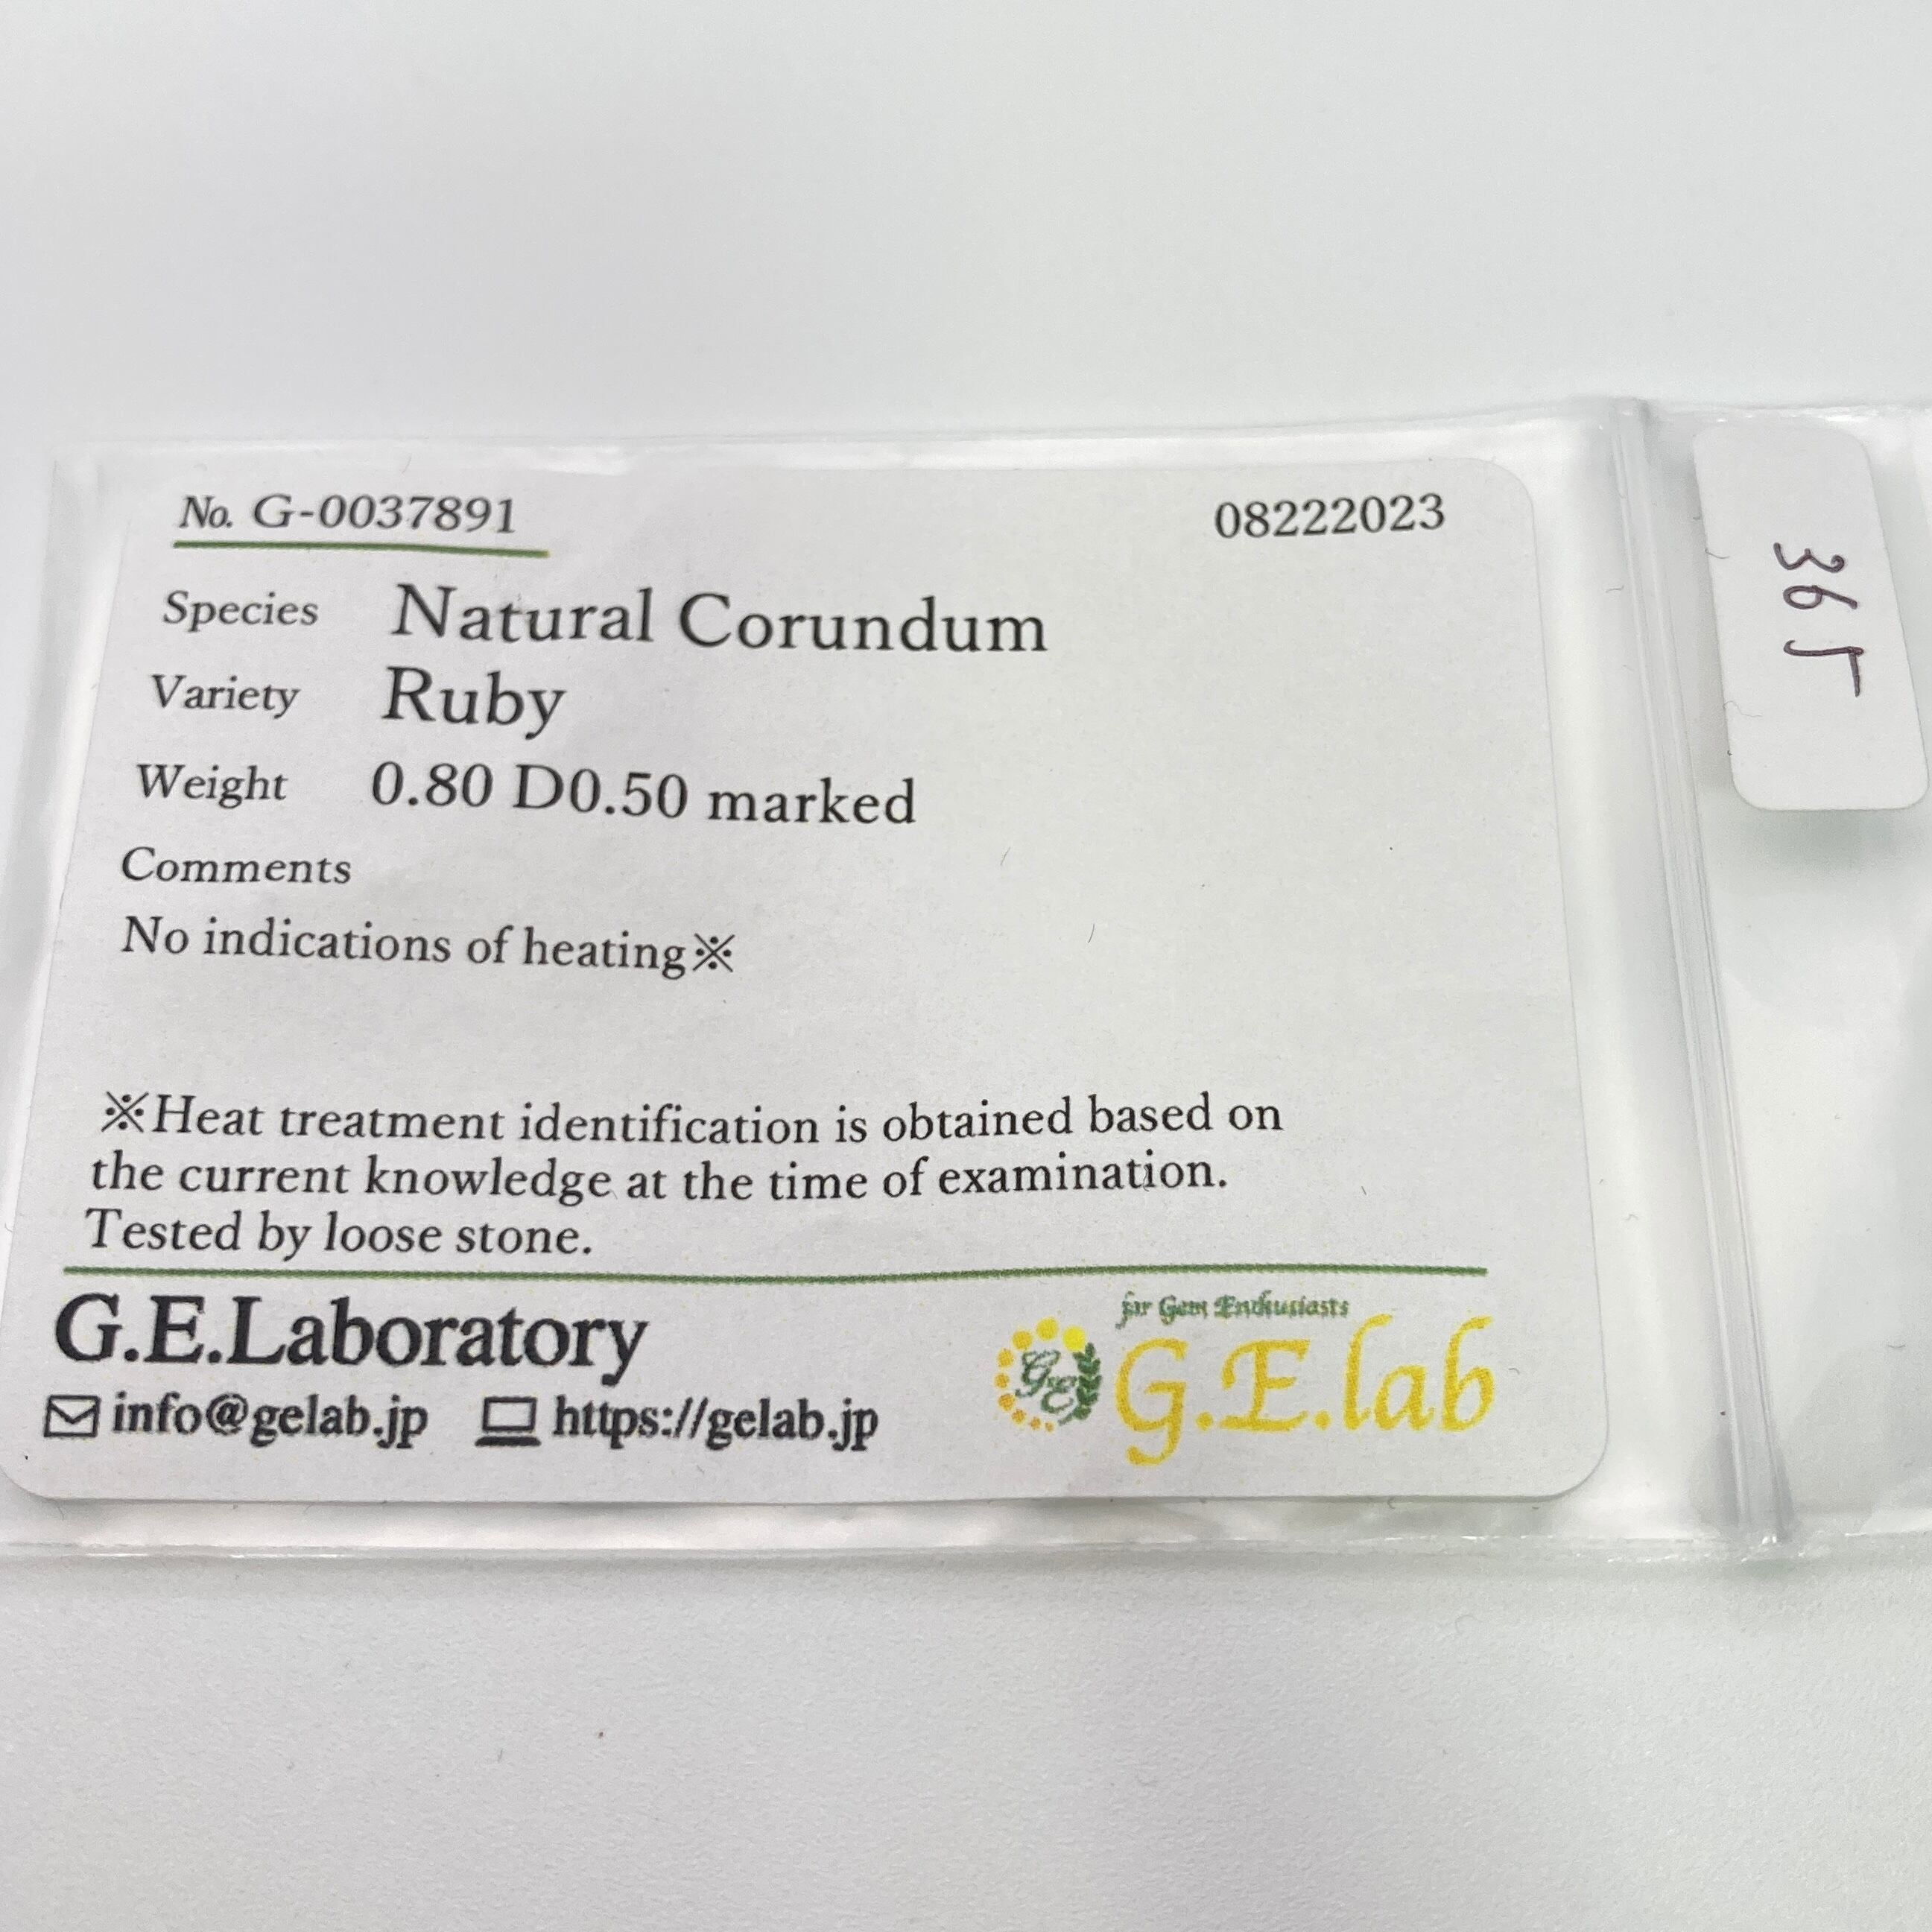 No. G-0037891
08222023
Species Natural Corundum
Variety Ruby
Weight 0.80 D0.50 marked
Comments
No indications of heating※
※Heat treatment identification is obtained based on
the current knowledge at the time of examination.
Tested by loose stone.
G.E.Laboratory
info@gelab.jp https://gelab.jp
for Gem Enthusiasts
GE
G.E.lab
365